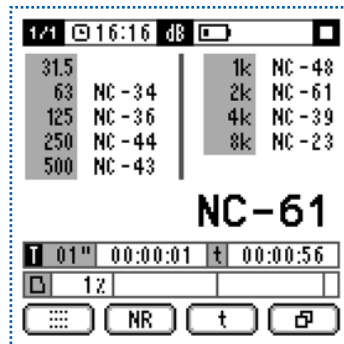 1/1 16:16 dB
31.5
63 NC-34
125 NC-36
250 NC-44
500 NC-43
1k NC-48
2k NC-61
4k NC-39
8k NC-23
NC-61
T 01" 00:00:01 t 00:00:56
1%
NR t